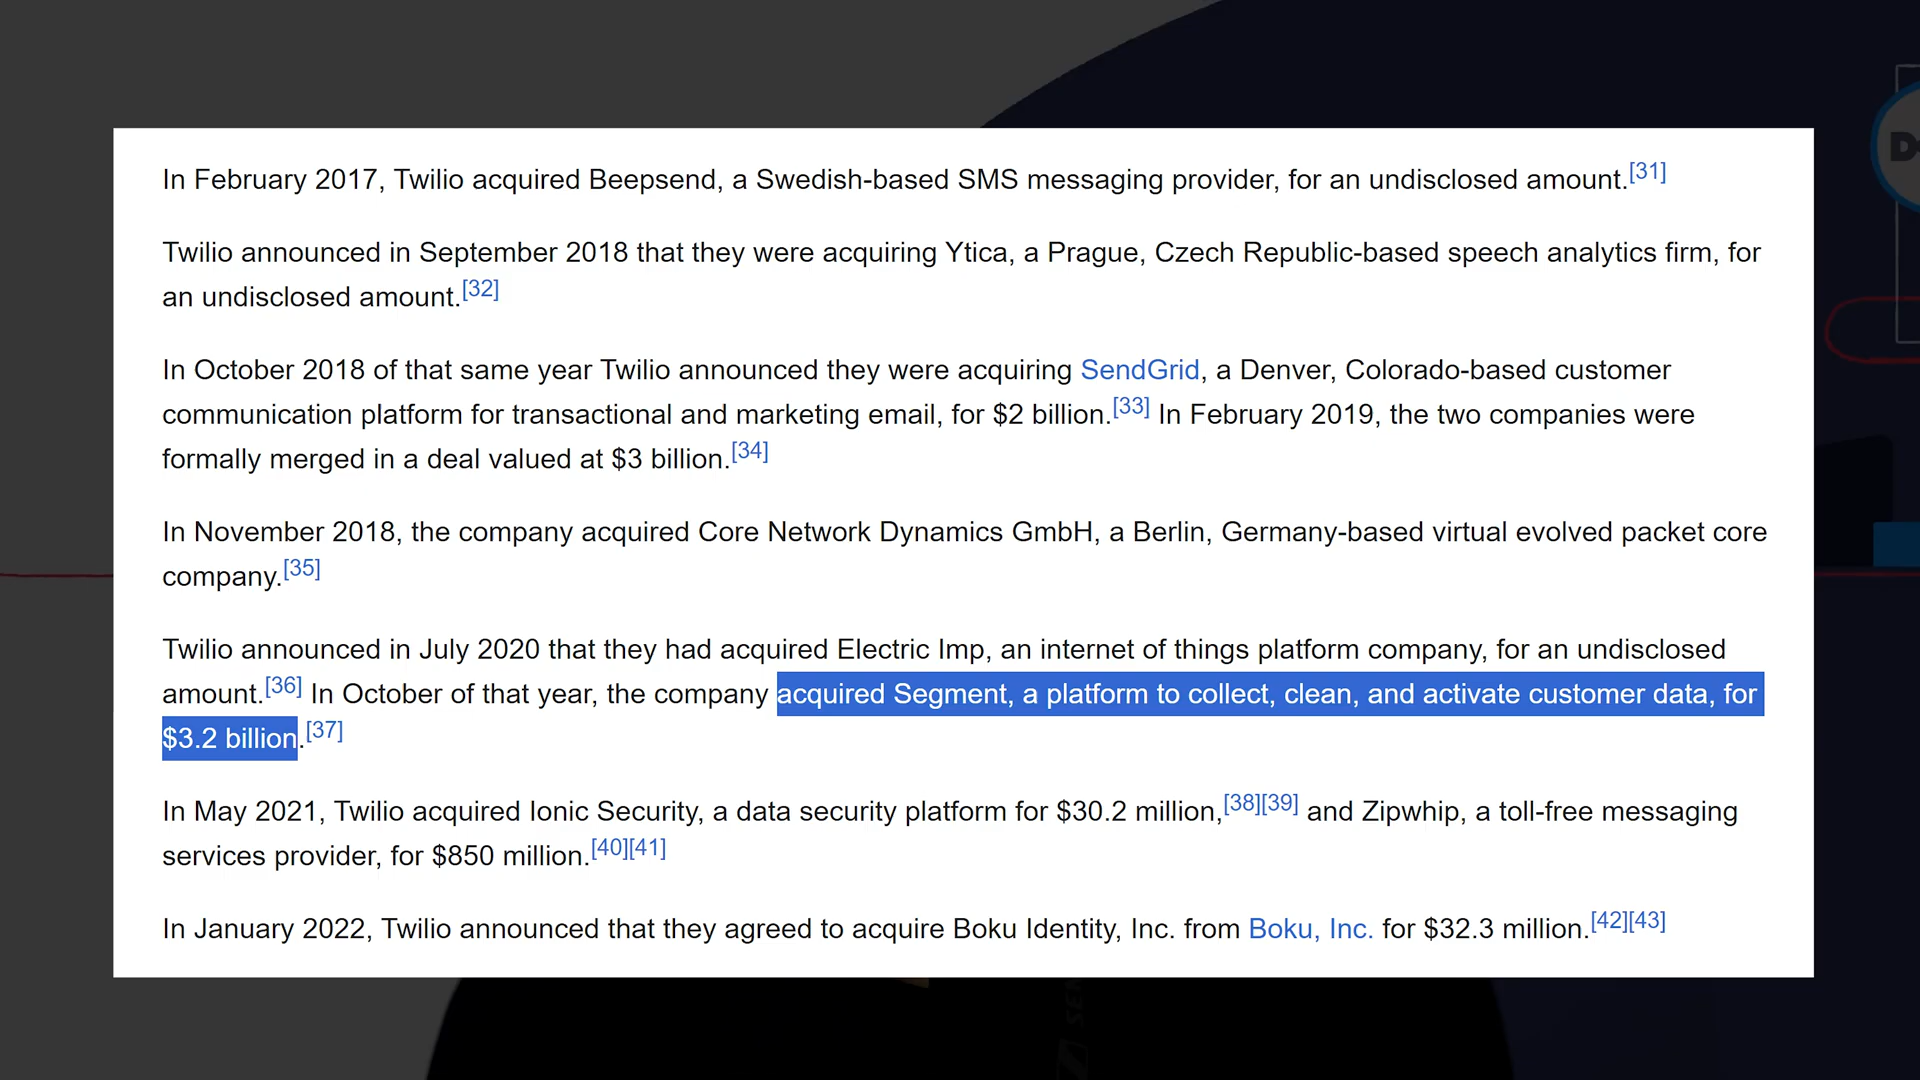 In February 2017, Twilio acquired Beepsend, a Swedish-based SMS messaging provider, for an undisclosed amount.[31]
Twilio announced in September 2018 that they were acquiring Ytica, a Prague, Czech Republic-based speech analytics firm, for
an undisclosed amount.[32]
In October 2018 of that same year Twilio announced they were acquiring SendGrid, a Denver, Colorado-based customer
communication platform for transactional and marketing email, for $2 billion.[33] In February 2019, the two companies were
formally merged in a deal valued at $3 billion.[34]
In November 2018, the company acquired Core Network Dynamics GmbH, a Berlin, Germany-based virtual evolved packet core
company.[35]
Twilio announced in July 2020 that they had acquired Electric Imp, an internet of things platform company, for an undisclosed
amount.[36] In October of that year, the company acquired Segment, a platform to collect, clean, and activate customer data, for
$3.2 billion.[37]
In May 2021, Twilio acquired Ionic Security, a data security platform for $30.2 million,[38][39] and Zipwhip, a toll-free messaging
services provider, for $850 million.[40][41]
In January 2022, Twilio announced that they agreed to acquire Boku Identity, Inc. from Boku, Inc. for $32.3 million.[42][43]